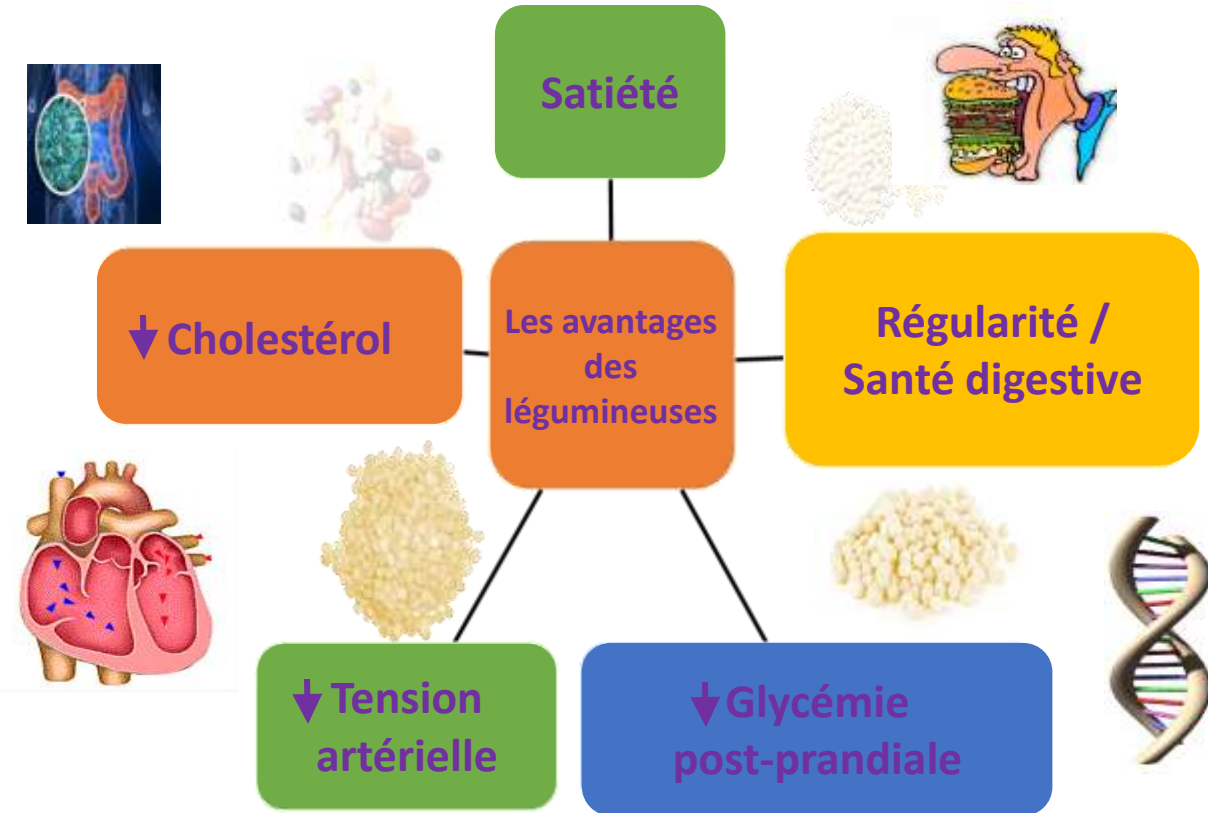 Satiété
↓ Cholestérol
Les avantages
des
légumineuses
Régularité /
Santé digestive
↓ Tension
artérielle
↓ Glycémie
post-prandiale